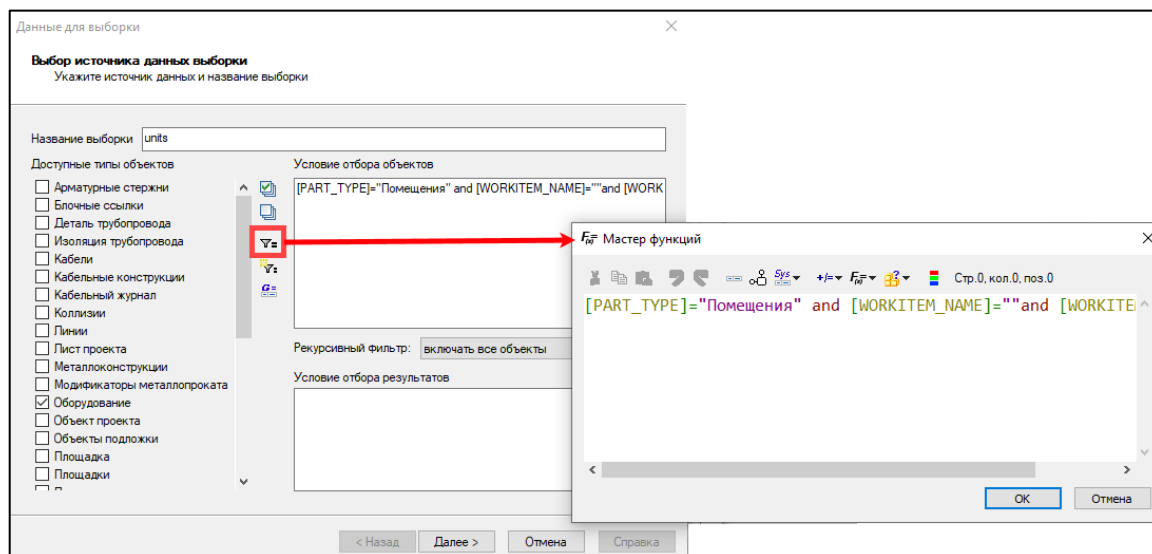 Данные для выборки
Выбор источника данных выборки
Укажите источник данных и название выборки
Название выборки units
Доступные типы объектов
Арматурные стержни
Блочные ссылки
Деталь трубопровода
Изоляция трубопровода
Кабели
Кабельные конструкции
Кабельный журнал
Коллизии
Линии
Лист проекта
Металлоконструкции
Модификаторы металлопроката
Оборудование
Объект проекта
Объекты подложки
Площадка
Площадки
Условие отбора объектов
[PART_TYPE]="Помещения" and [WORKITEM_NAME]=""and [WORK
Рекурсивный фильтр: включать все объекты
Условие отбора результатов
< Назад Далее > Отмена Справка
Мастер функций
Sys +/= F(x)= Стр.0, кол.0, поз.0
[PART_TYPE]="Помещения" and [WORKITEM_NAME]=""and [WORKITE
OK Отмена